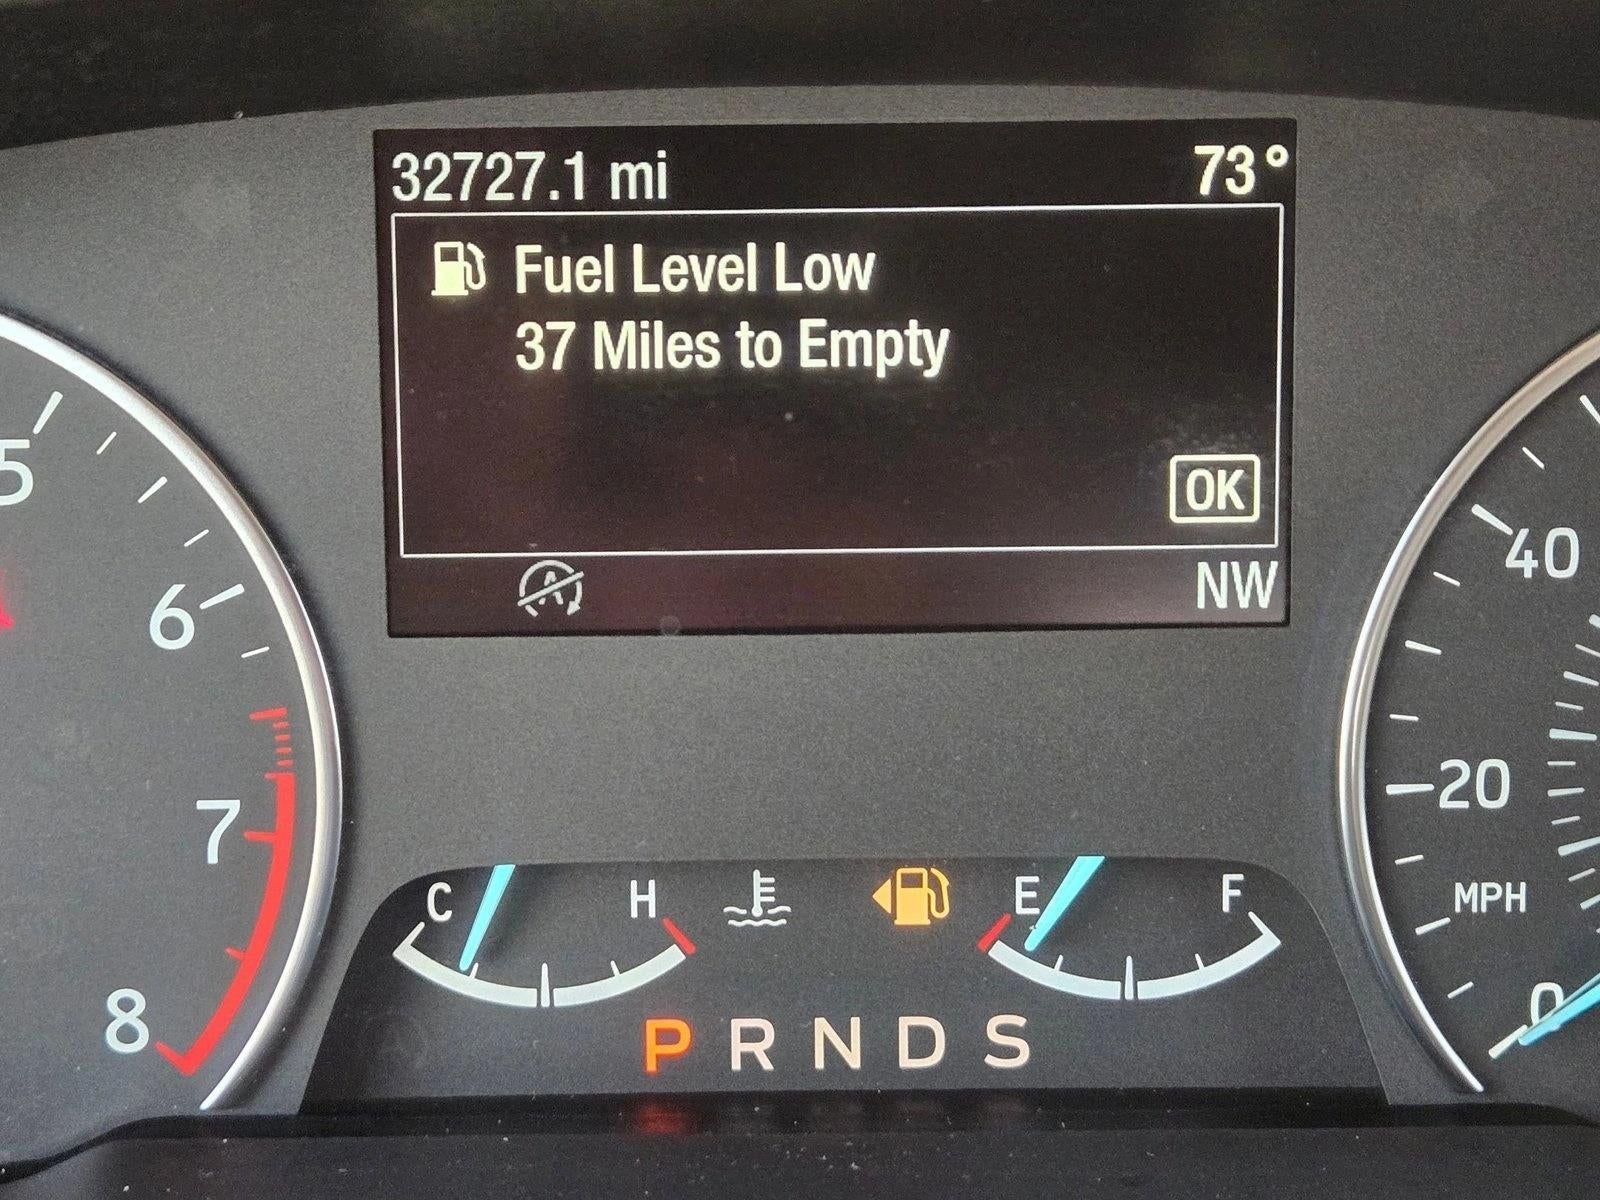 32727.1 mi 73°
Fuel Level Low
37 Miles to Empty
OK
NW
5
6
7
8
40
20
MPH
0
C H E F
P R N D S